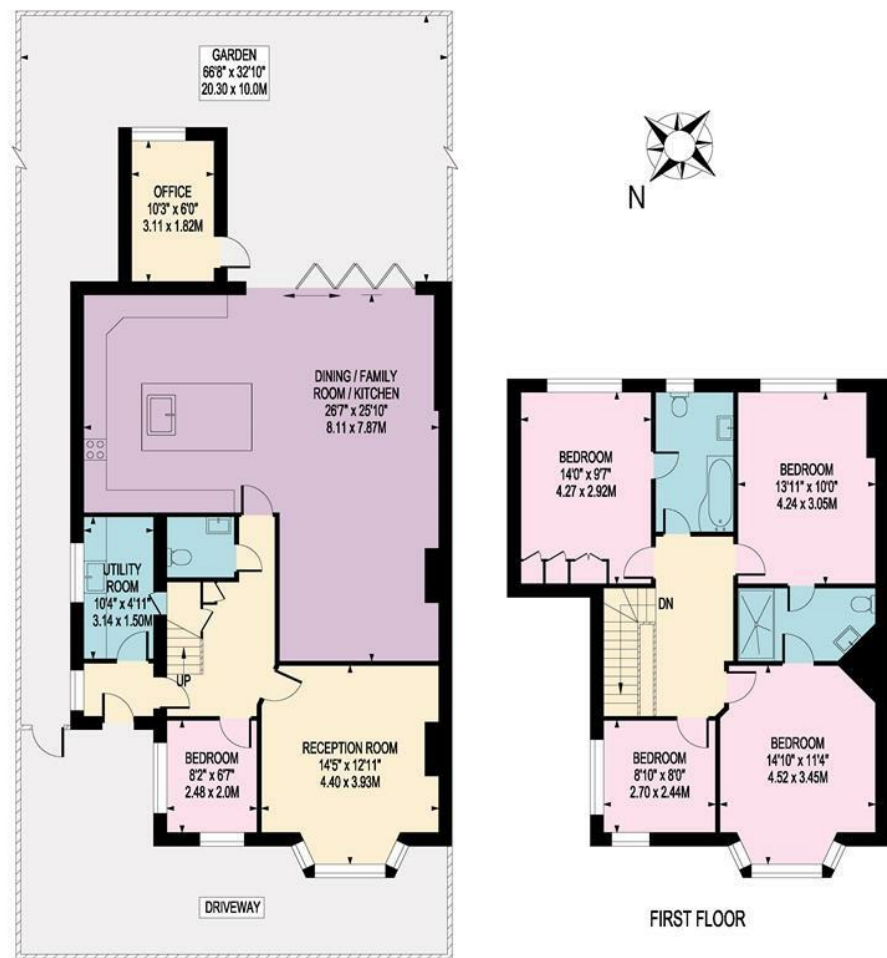 GARDEN
66'8" x 32'10"
20.30 x 10.0M
N
OFFICE
10'3" x 6'0"
3.11 x 1.82M
DINING / FAMILY
ROOM / KITCHEN
26'7" x 25'10"
8.11 x 7.87M
UTILITY
ROOM
10'4" x 4'11"
3.14 x 1.50M
UP
BEDROOM
8'2" x 6'7"
2.48 x 2.0M
RECEPTION ROOM
14'5" x 12'11"
4.40 x 3.93M
DRIVEWAY
BEDROOM
14'0" x 9'7"
4.27 x 2.92M
BEDROOM
13'11" x 10'0"
4.24 x 3.05M
DN
BEDROOM
8'10" x 8'0"
2.70 x 2.44M
BEDROOM
14'10" x 11'4"
4.52 x 3.45M
FIRST FLOOR